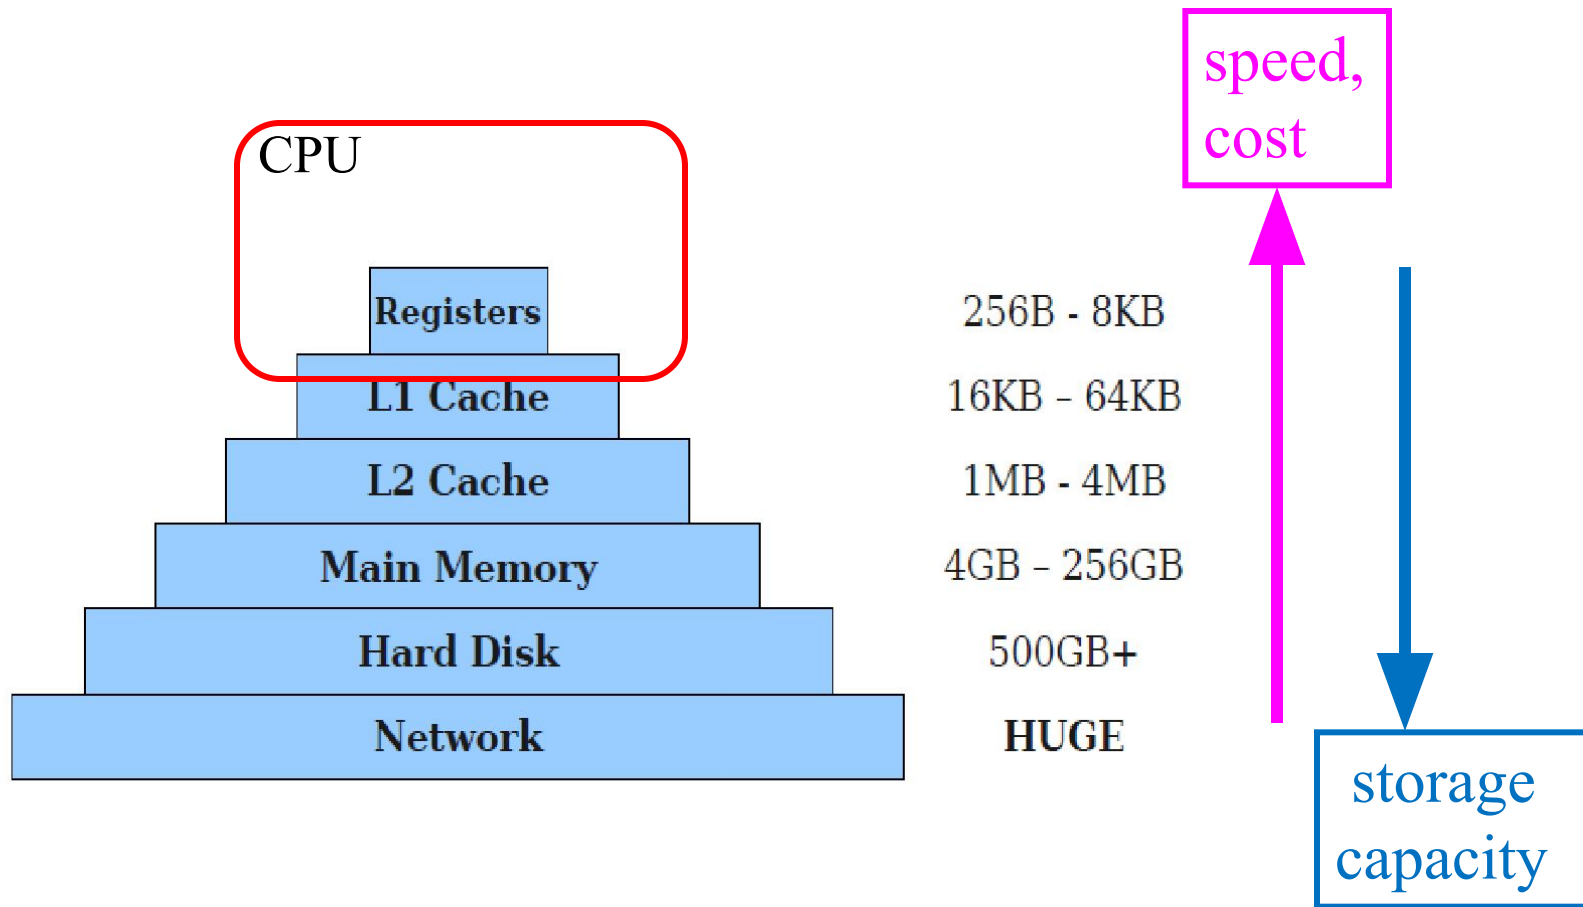 speed,
cost
CPU
Registers
256B - 8KB
L1 Cache
16KB – 64KB
L2 Cache
1MB - 4MB
Main Memory
4GB – 256GB
Hard Disk
500GB+
Network
HUGE
storage
capacity